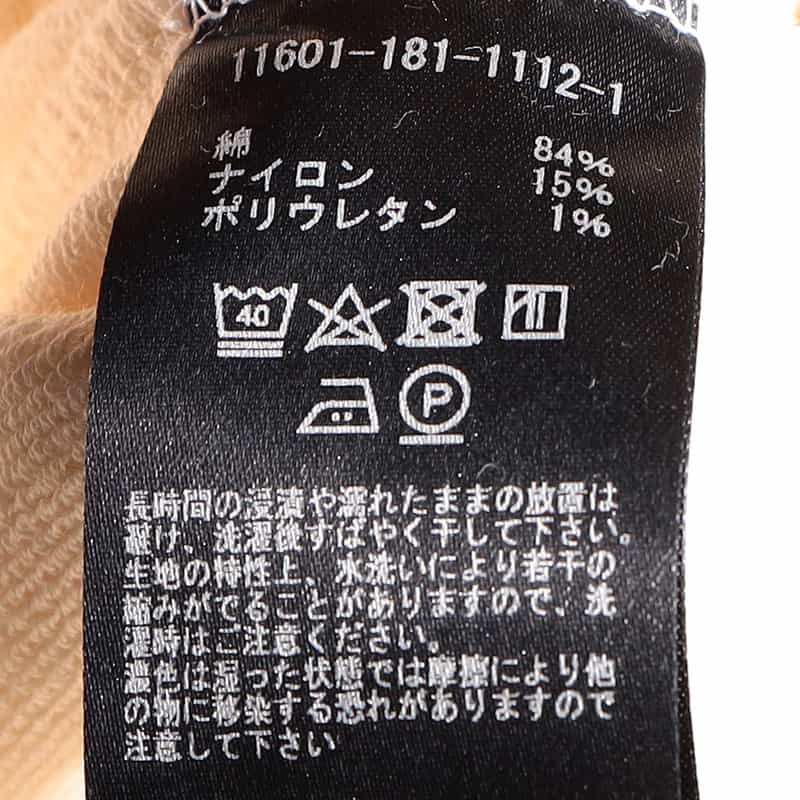 11601-181-1112-1
綿 84%
ナイロン 15%
ポリウレタン 1%
40
P
長時間の浸漬や濡れたままの放置は
避け、洗濯後すばやく干して下さい。
生地の特性上、水洗いにより若干の
縮みがでることがありますので、洗
濯時はご注意ください。
濃色は湿った状態では摩擦により他
の物に移染する恐れがありますので
注意して下さい